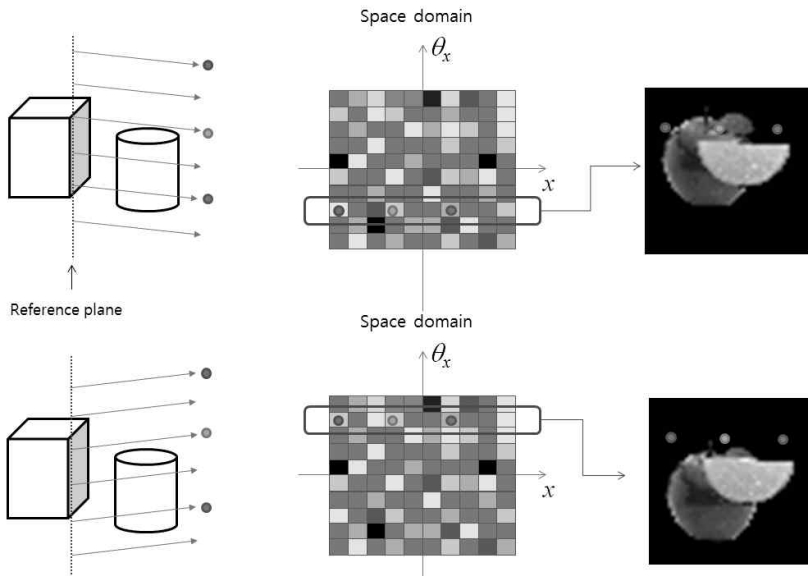 Space domain
θx
x
Reference plane
Space domain
θx
x